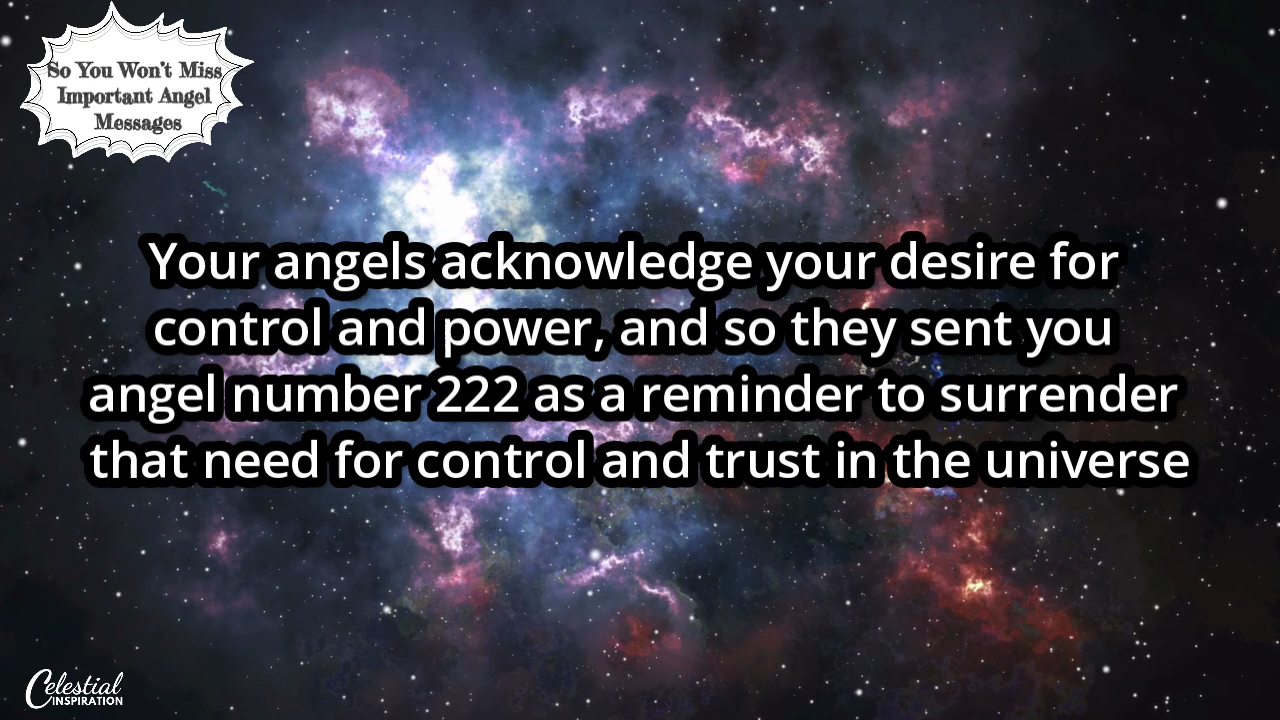 So You Won't Miss
Important Angel
Messages
Your angels acknowledge your desire for
control and power, and so they sent you
angel number 222 as a reminder to surrender
that need for control and trust in the universe
Celestial
INSPIRATION